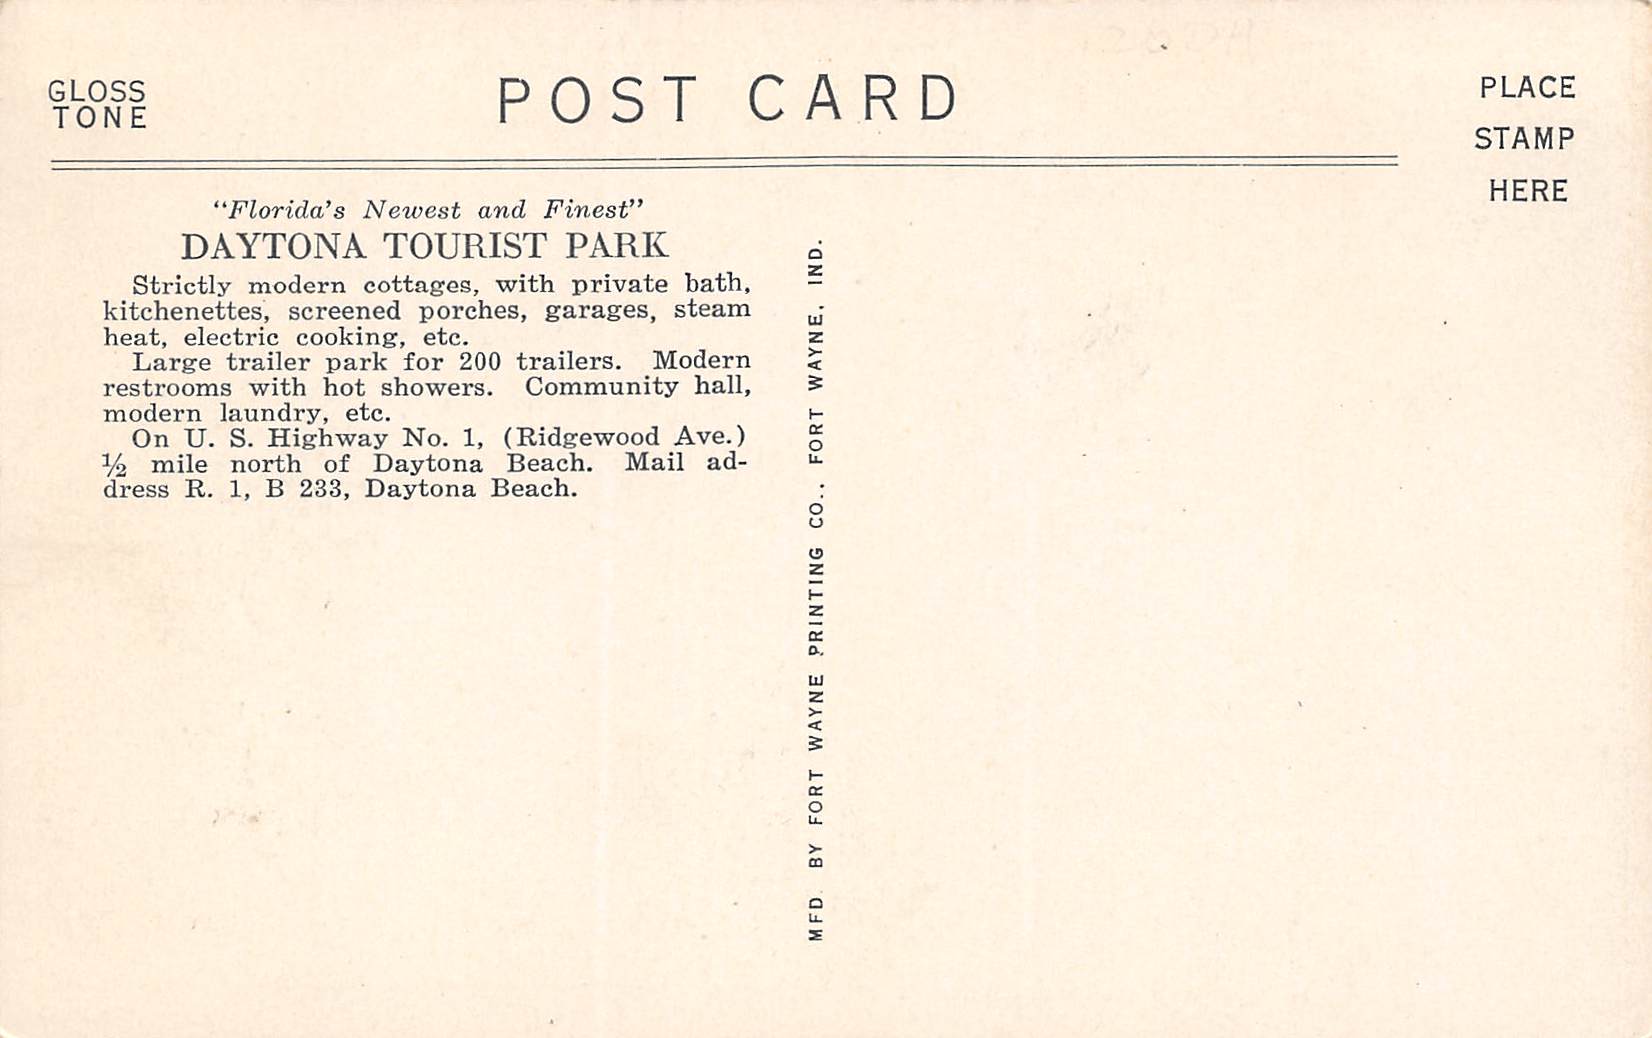 GLOSS
TONE
POST CARD
PLACE
STAMP
HERE
"Florida's Newest and Finest"
DAYTONA TOURIST PARK
Strictly modern cottages, with private bath,
kitchenettes, screened porches, garages, steam
heat, electric cooking, etc.
Large trailer park for 200 trailers. Modern
restrooms with hot showers. Community hall,
modern laundry, etc.
On U. S. Highway No. 1, (Ridgewood Ave.)
½ mile north of Daytona Beach. Mail ad-
dress R. 1, B 233, Daytona Beach.
MFD. BY FORT WAYNE PRINTING CO., FORT WAYNE, IND.